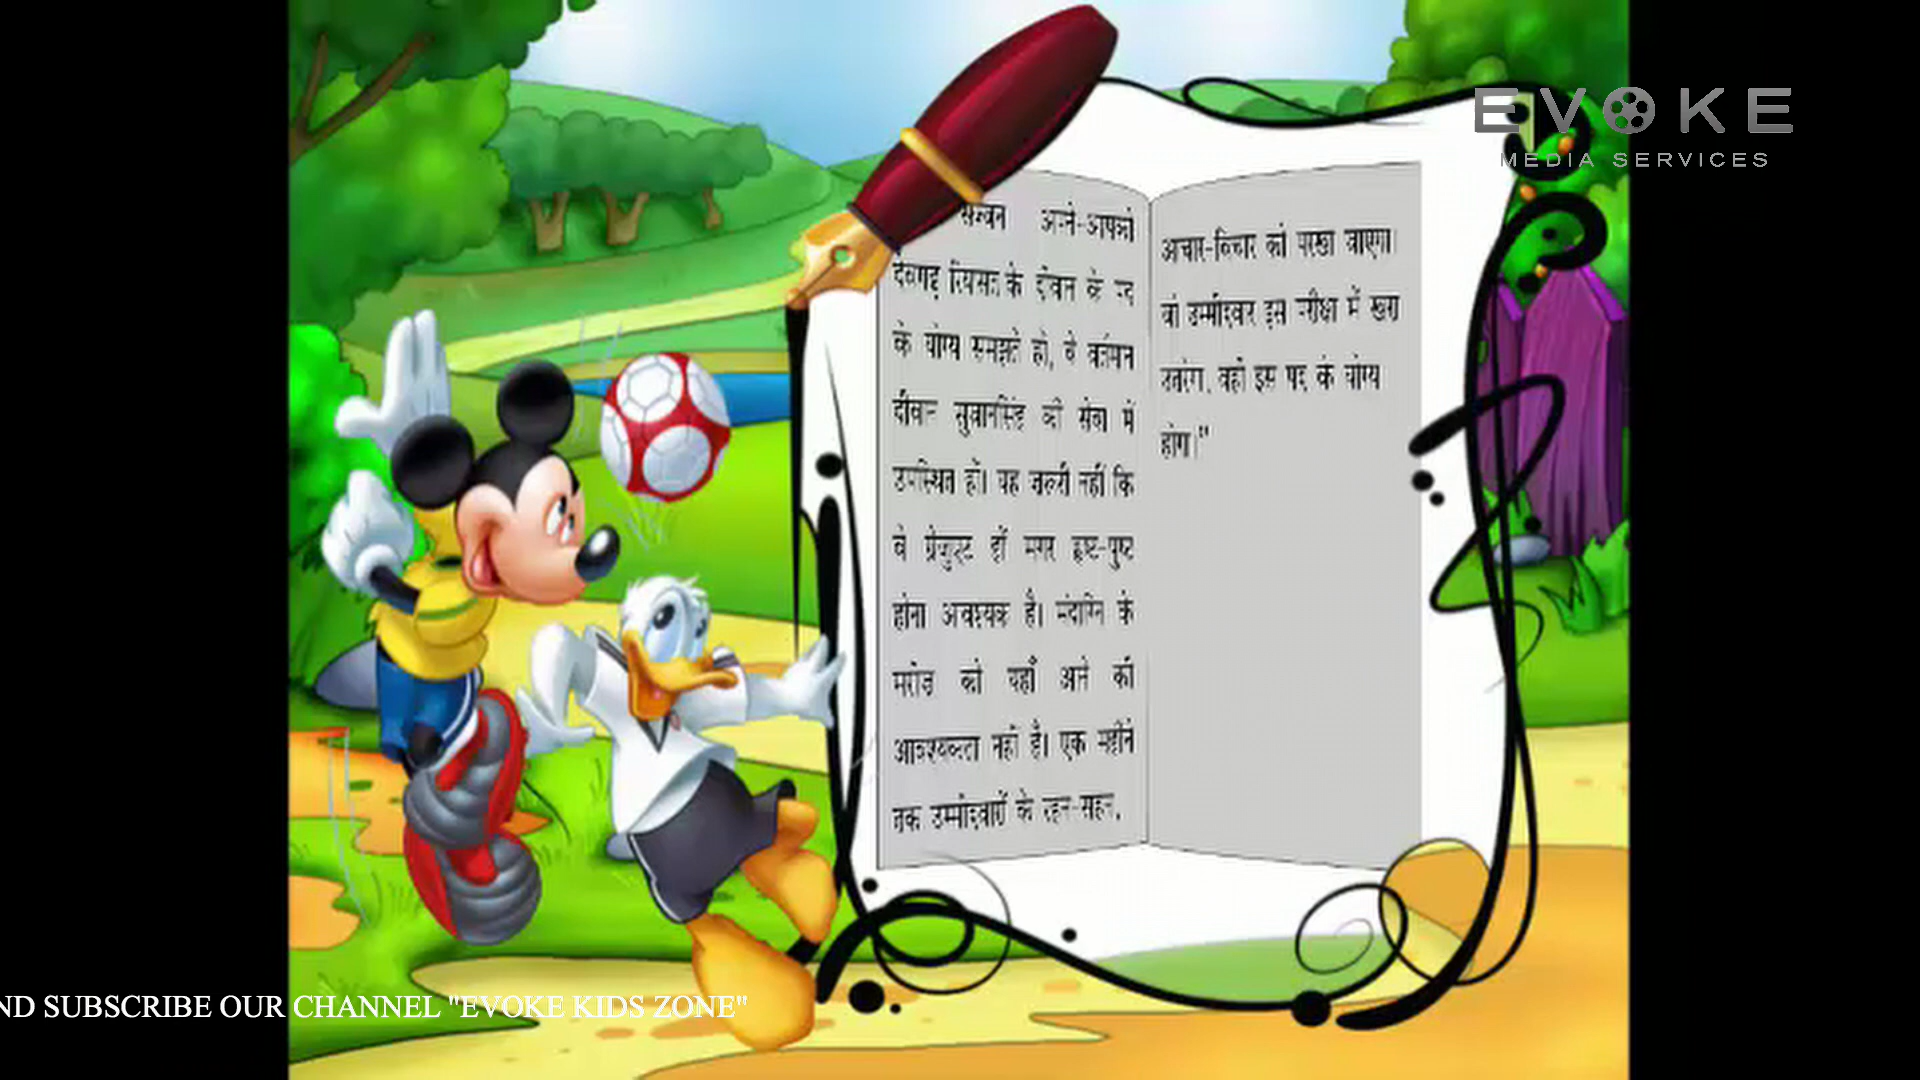 EVOKE
MEDIA SERVICES
सज्जन अपने-आपको
देवगढ़ रियासत के दीवान के पद
के योग्य समझते हों, वे वर्तमान
दीवान सुजानसिंह की सेवा में
उपस्थित हों। यह जरूरी नहीं कि
वे ग्रेजुएट हों मगर हृष्ट-पुष्ट
होना आवश्यक है। मंदाग्नि के
मरीज़ को यहाँ आने की
आवश्यकता नहीं है। एक महीने
तक उम्मीदवारों के रहन-सहन,
आचार-विचार को परखा जाएगा।
जो उम्मीदवार इस परीक्षा में खरा
उतरेगा, वही इस पद के योग्य
होगा।"
ND SUBSCRIBE OUR CHANNEL "EVOKE KIDS ZONE"